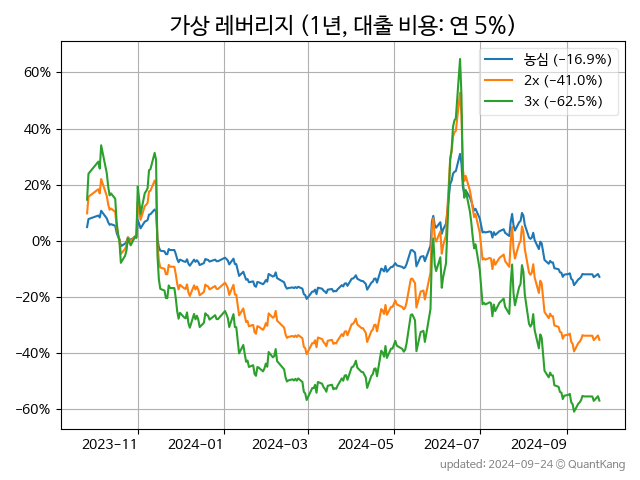 가상 레버리지 (1년, 대출 비용: 연 5%)
농심 (−16.9%)
2x (−41.0%)
3x (−62.5%)
60%
40%
20%
0%
−20%
−40%
−60%
2023-11
2024-01
2024-03
2024-05
2024-07
2024-09
updated: 2024-09-24 © QuantKang